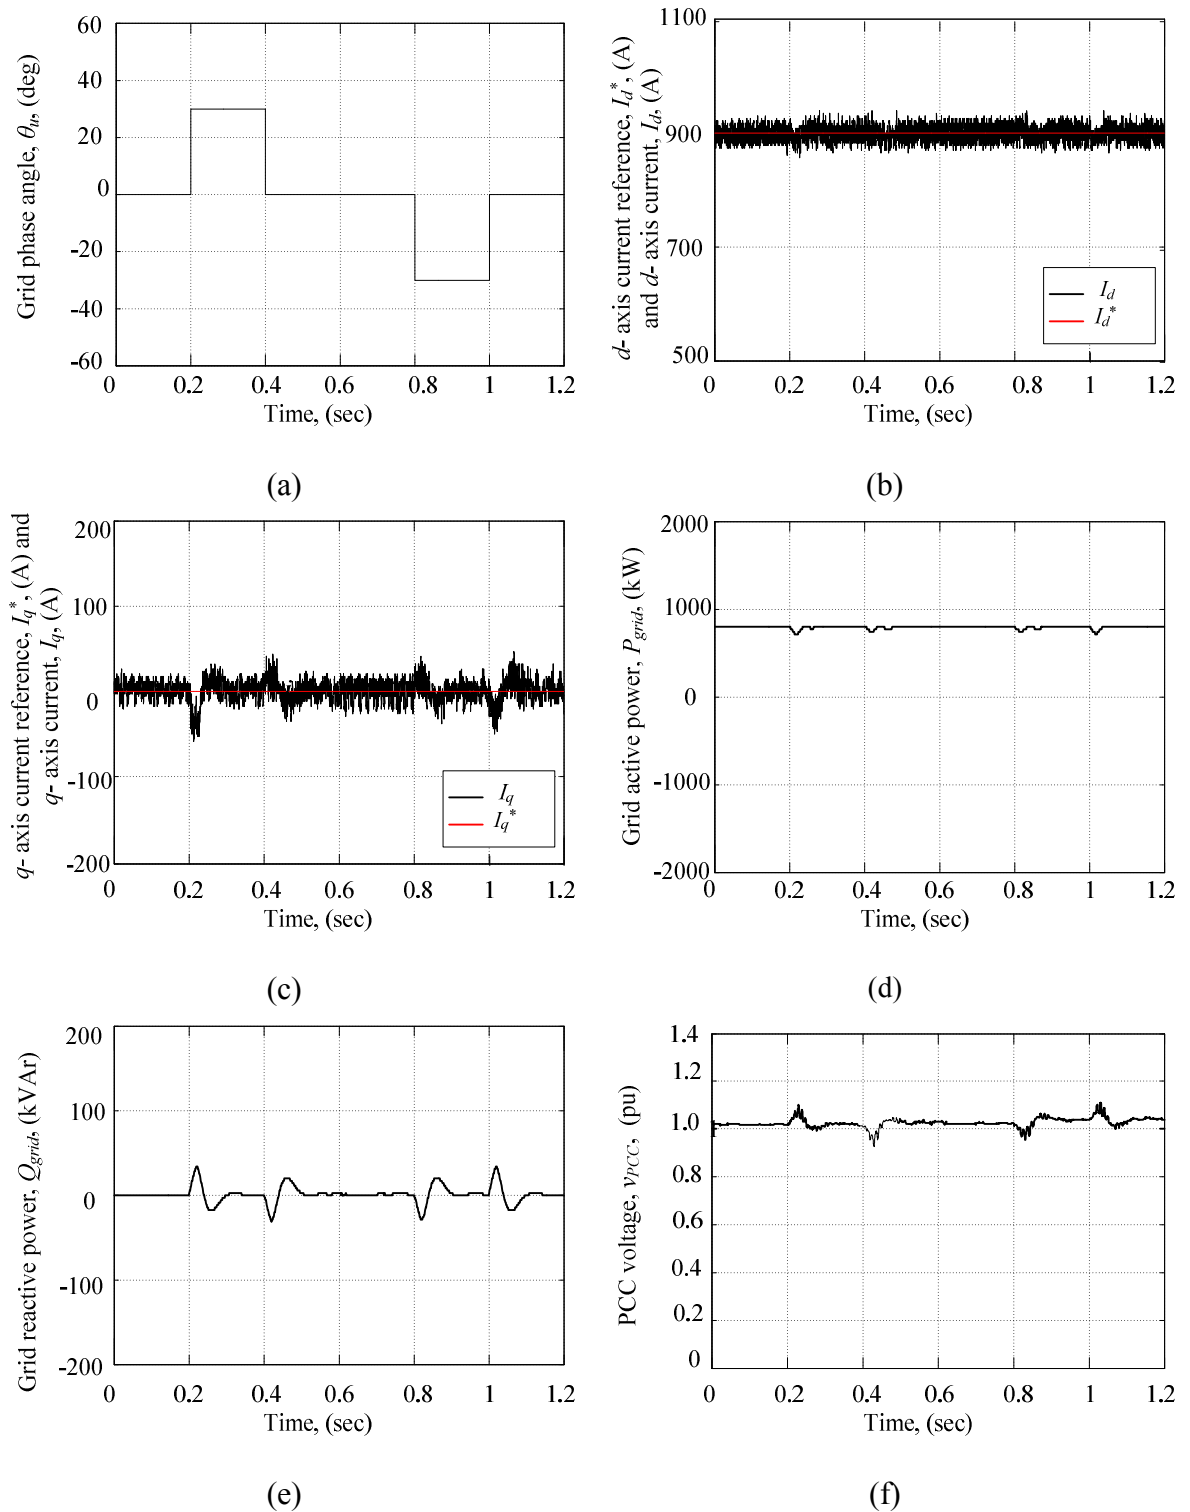 Grid phase angle, θu, (deg)
60
40
20
0
-20
-40
-60
0 0.2 0.4 0.6 0.8 1 1.2
Time, (sec)
(a)
d- axis current reference, Id*, (A)
and d- axis current, Id, (A)
1100
900
700
500
Id
Id*
0 0.2 0.4 0.6 0.8 1 1.2
Time, (sec)
(b)
q- axis current reference, Iq*, (A) and
q- axis current, Iq, (A)
200
100
0
-100
-200
Iq
Iq*
0 0.2 0.4 0.6 0.8 1 1.2
Time, (sec)
(c)
Grid active power, Pgrid, (kW)
2000
1000
0
-1000
-2000
0 0.2 0.4 0.6 0.8 1 1.2
Time, (sec)
(d)
Grid reactive power, Qgrid, (kVAr)
200
100
0
-100
-200
0 0.2 0.4 0.6 0.8 1 1.2
Time, (sec)
(e)
PCC voltage, vPCC, (pu)
1.4
1.2
1.0
0.8
0.6
0.4
0.2
0
0 0.2 0.4 0.6 0.8 1 1.2
Time, (sec)
(f)